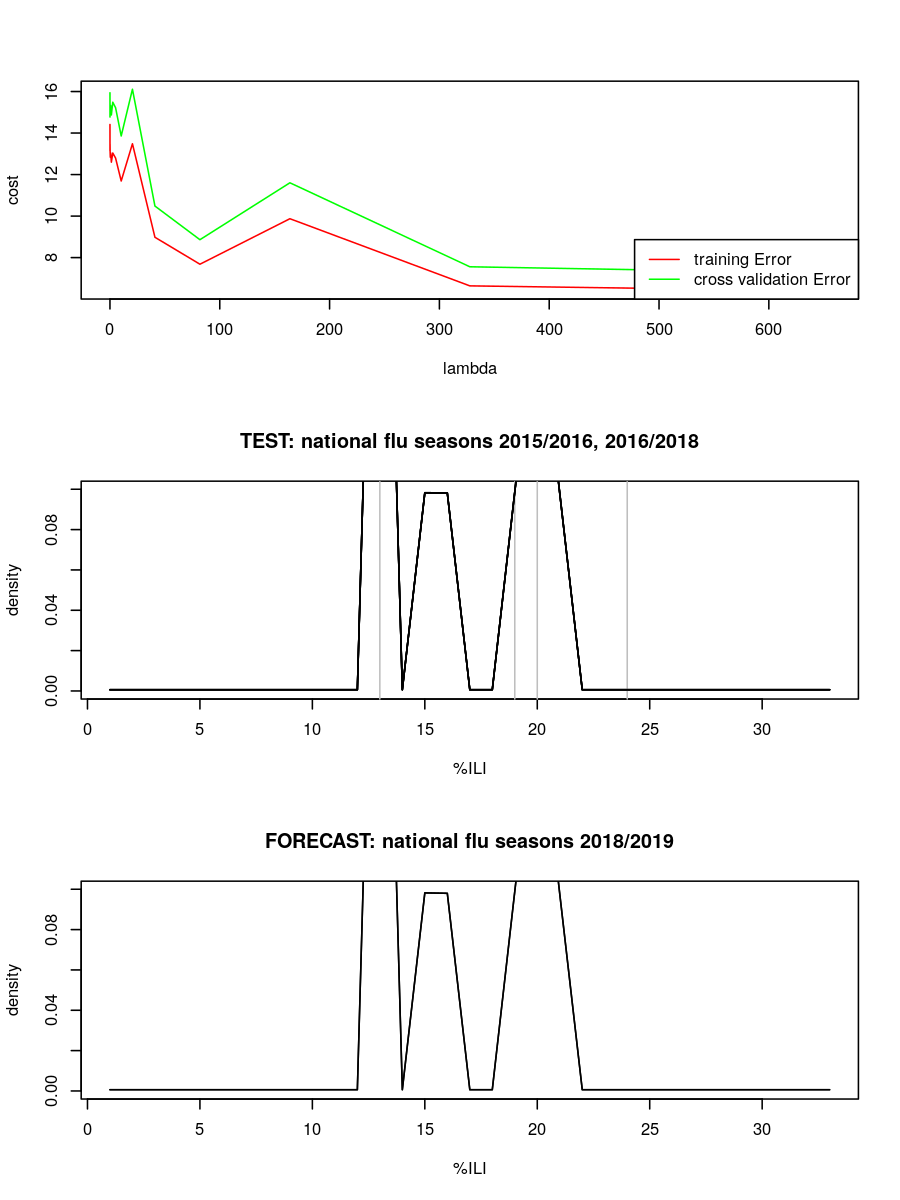 16
14
12
10
8
cost
training Error
cross validation Error
0 100 200 300 400 500 600
lambda
TEST: national flu seasons 2015/2016, 2016/2018
0.08
0.04
0.00
density
0 5 10 15 20 25 30
%ILI
FORECAST: national flu seasons 2018/2019
0.08
0.04
0.00
density
0 5 10 15 20 25 30
%ILI